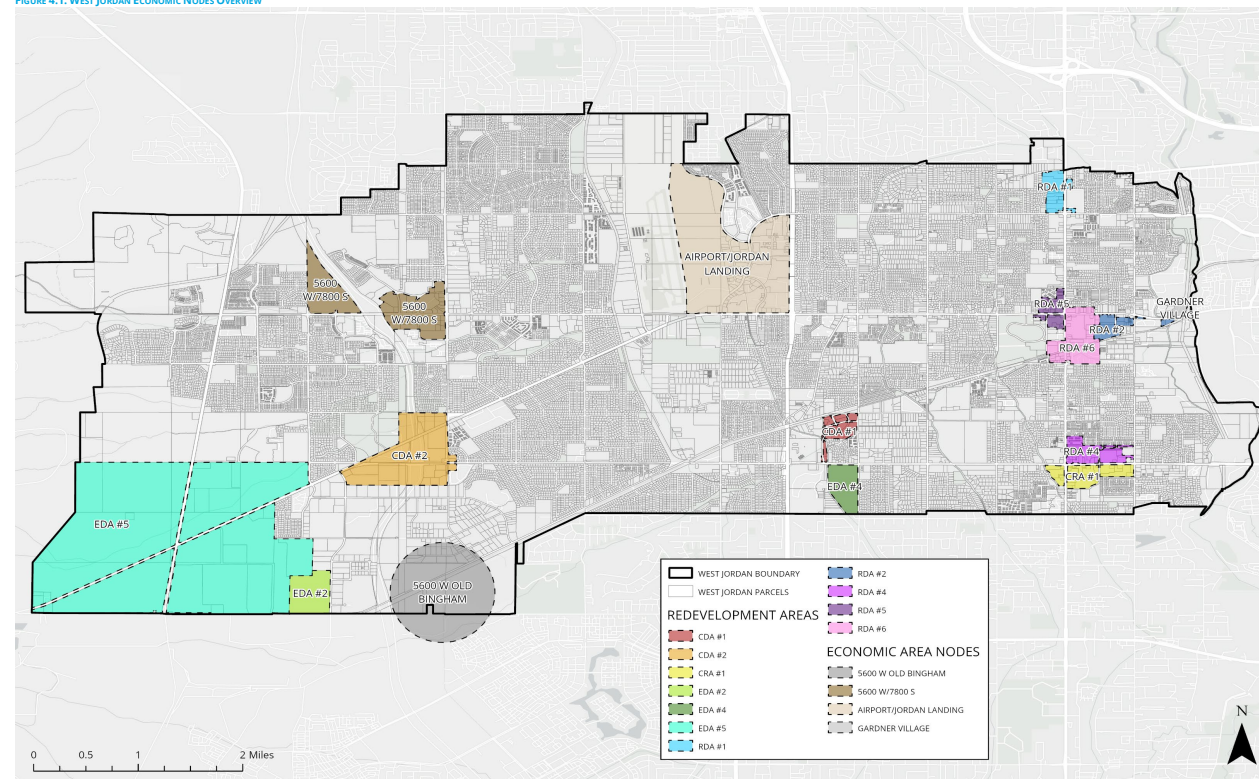 FIGURE 4.1. WEST JORDAN ECONOMIC NODES OVERVIEW
RDA #1
AIRPORT/JORDAN
LANDING
5600
W/7800 S
5600
W/7800 S
GARDNER
VILLAGE
RDA #5
RDA #2
RDA #6
CDA #1
RDA #4
CDA #2
CRA #1
EDA #4
EDA #5
EDA #2
5600 W OLD
BINGHAM
WEST JORDAN BOUNDARY
WEST JORDAN PARCELS
REDEVELOPMENT AREAS
CDA #1
CDA #2
CRA #1
EDA #2
EDA #4
EDA #5
RDA #1
RDA #2
RDA #4
RDA #5
RDA #6
ECONOMIC AREA NODES
5600 W OLD BINGHAM
5600 W/7800 S
AIRPORT/JORDAN LANDING
GARDNER VILLAGE
0 0.5 1 2 Miles
N